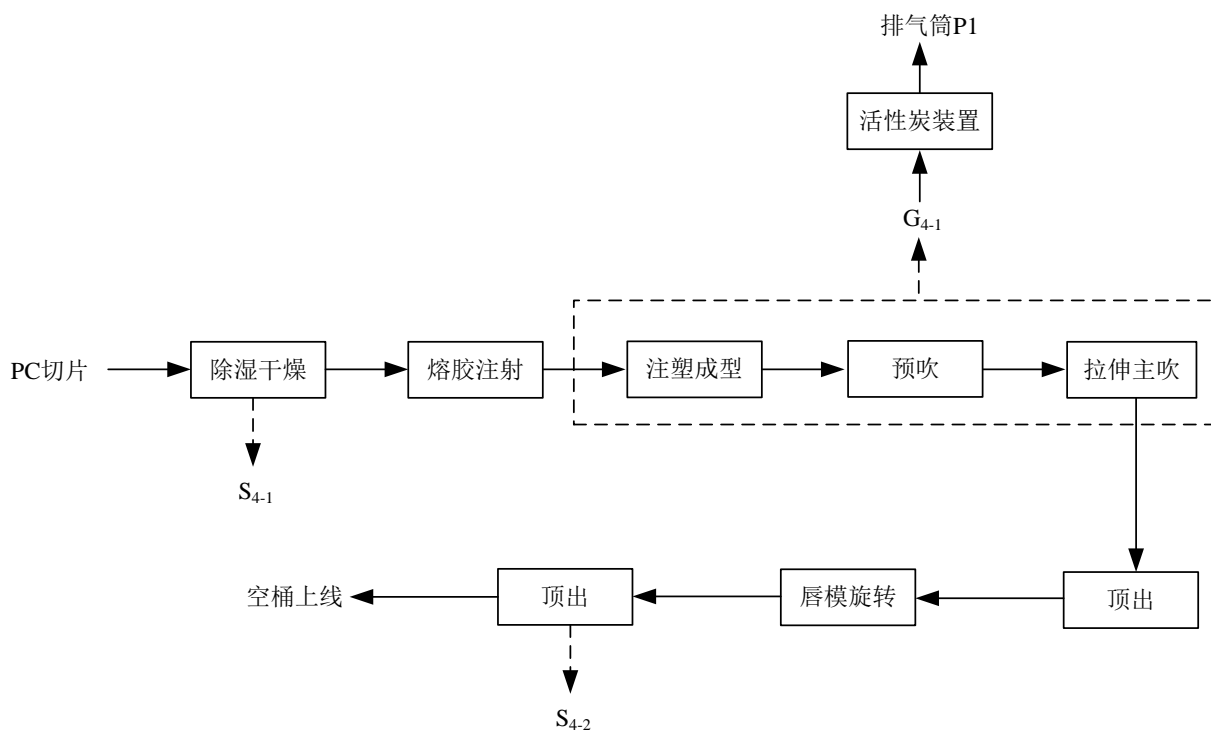 排气筒P1
活性炭装置
G4-1
PC切片
除湿干燥
熔胶注射
注塑成型
预吹
拉伸主吹
S4-1
空桶上线
顶出
唇模旋转
顶出
S4-2